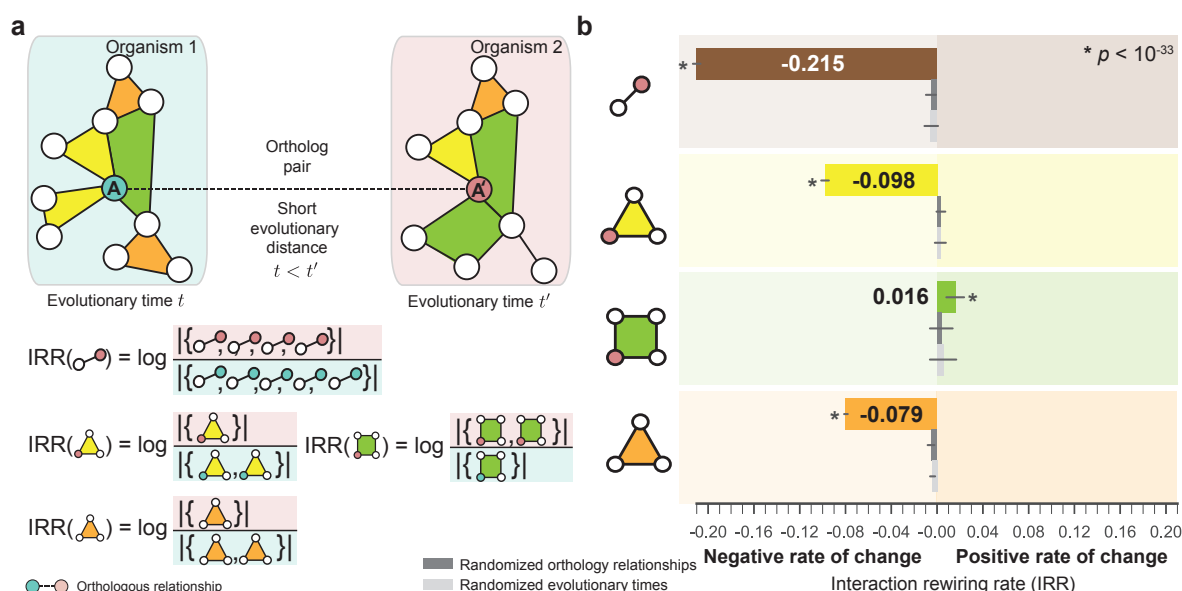 a
Organism 1
Organism 2
A
A′
Ortholog
pair
Short
evolutionary
distance
t < t′
Evolutionary time t
Evolutionary time t′
IRR( ) = log |{ , , , }|
|{ , , , , }|
IRR( ) = log |{ }|
|{ , }|
IRR( ) = log |{ , }|
|{ }|
IRR( ) = log |{ }|
|{ , }|
Orthologous relationship
b
* p < 10-33
* -0.215
* -0.098
0.016 *
* -0.079
-0.20 -0.16 -0.12 -0.08 -0.04 -0.00 0.04 0.08 0.12 0.16 0.20
Negative rate of change Positive rate of change
Interaction rewiring rate (IRR)
Randomized orthology relationships
Randomized evolutionary times